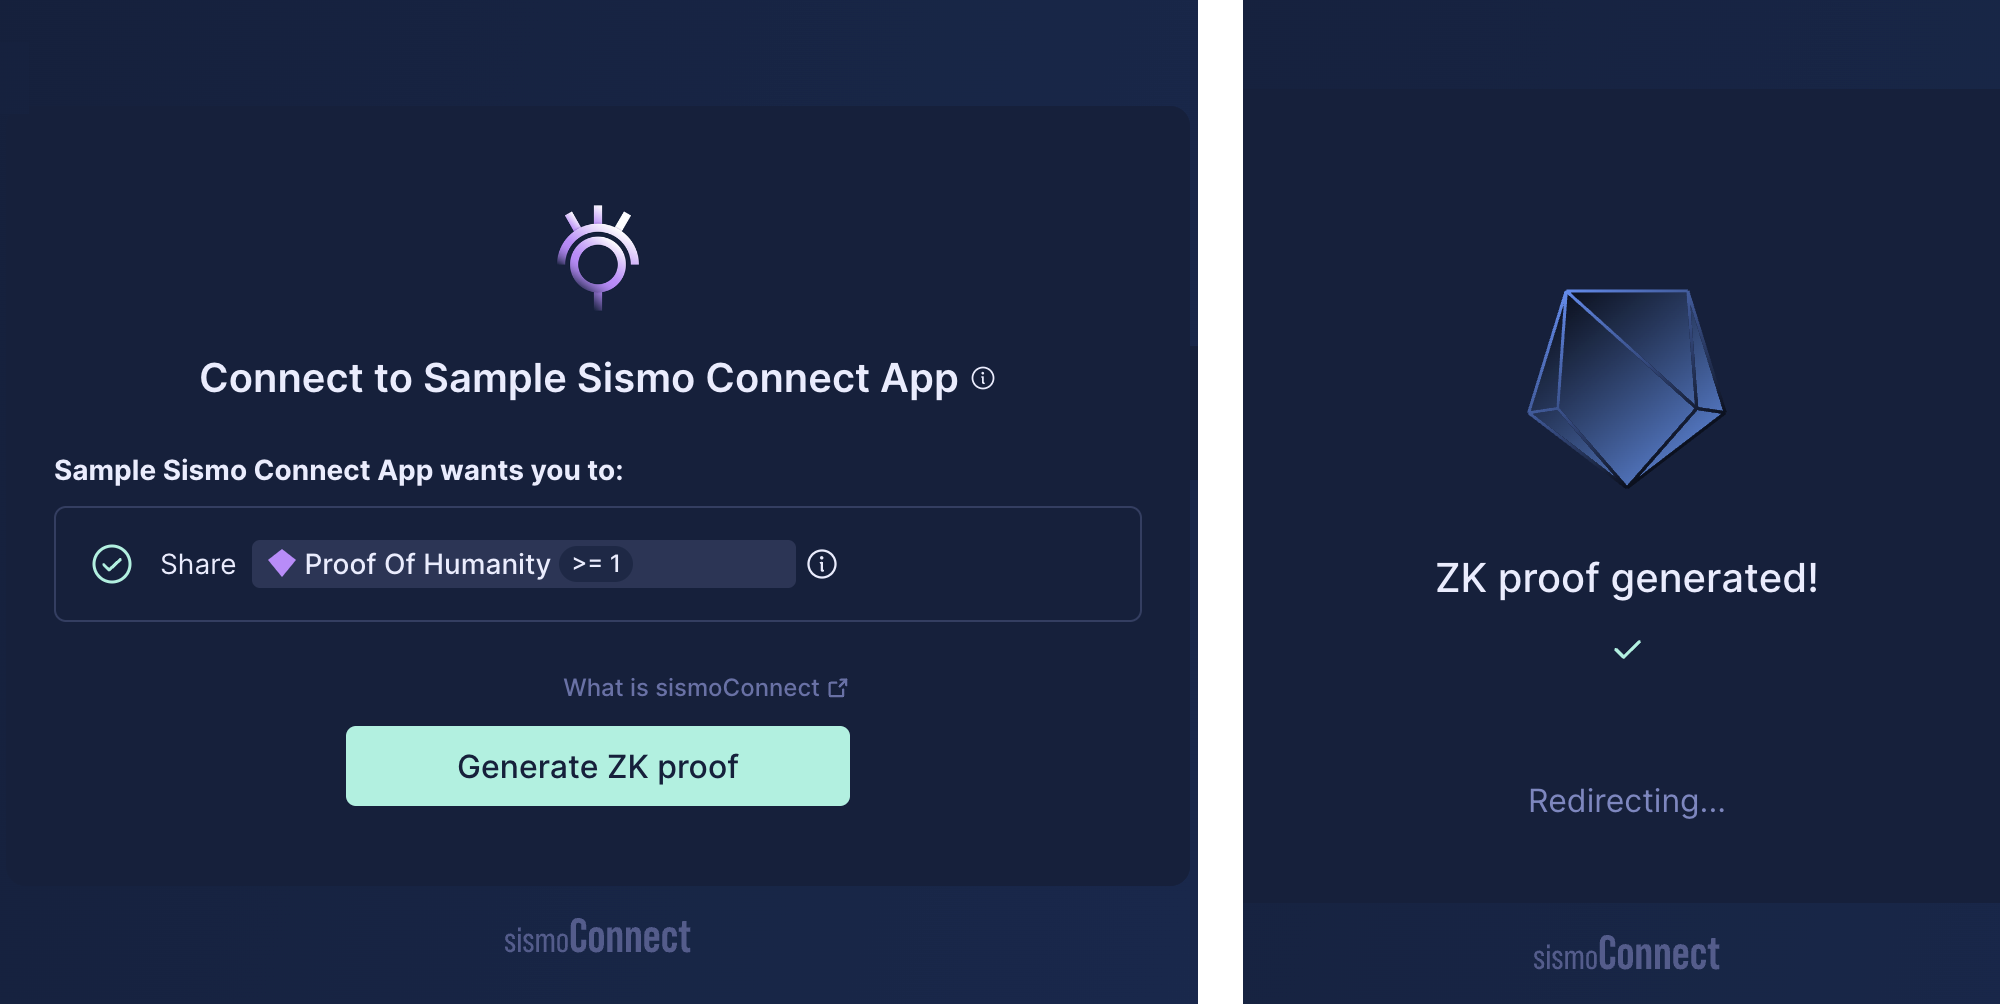 Connect to Sample Sismo Connect App
Sample Sismo Connect App wants you to:
Share Proof Of Humanity >= 1
What is sismoConnect
Generate ZK proof
sismoConnect
ZK proof generated!
Redirecting...
sismoConnect